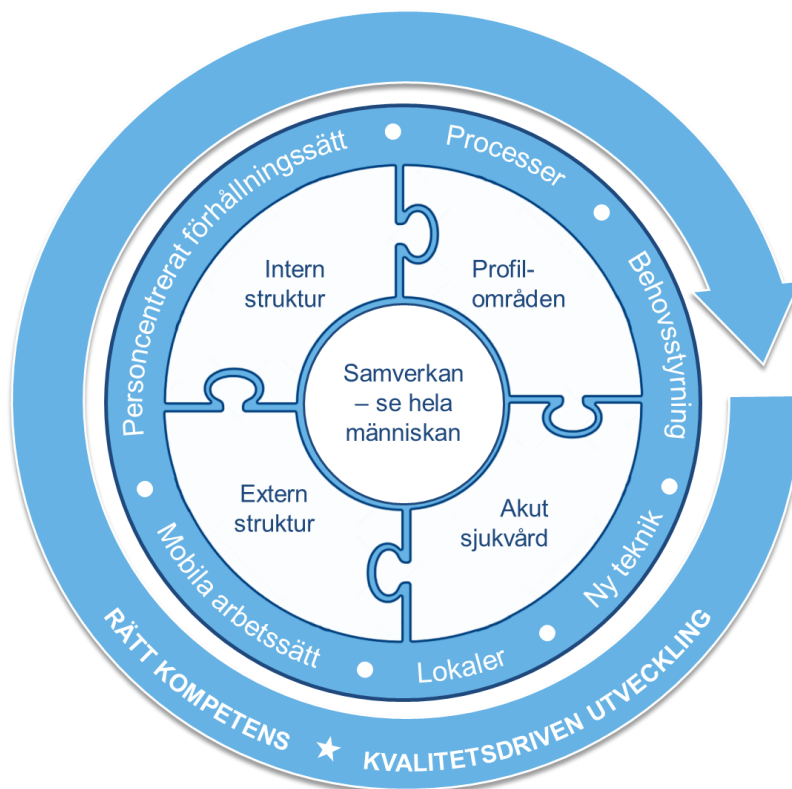 Personcentrerat förhållningssätt
Processer
Behovsstyrning
Ny teknik
Lokaler
Mobila arbetssätt
Intern
struktur
Profil-
områden
Samverkan
– se hela
människan
Extern
struktur
Akut
sjukvård
RÄTT KOMPETENS
KVALITETSDRIVEN UTVECKLING